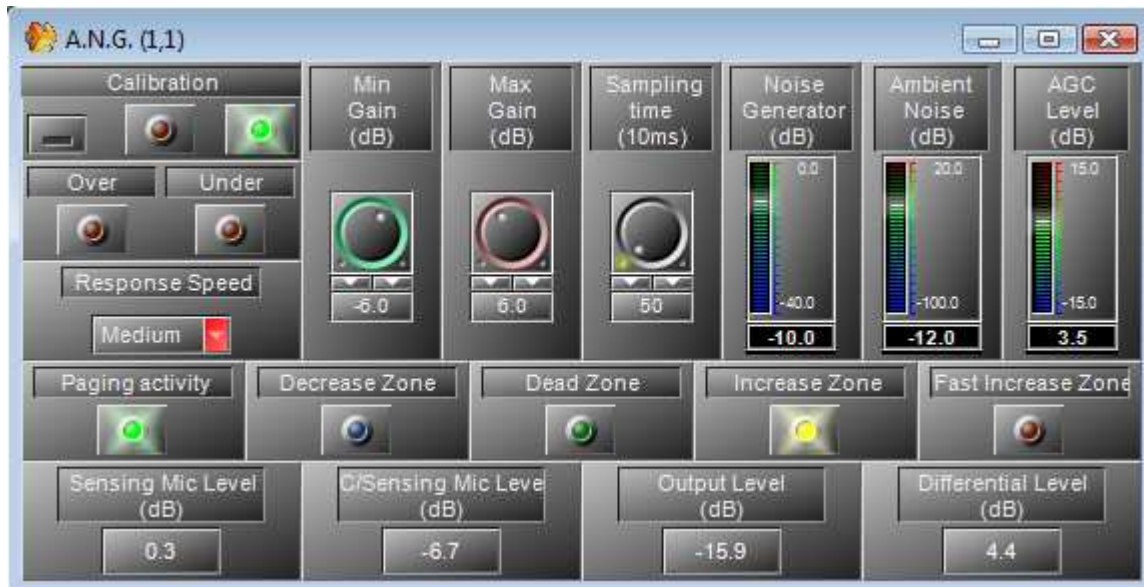 A.N.G. (1,1)
Calibration
Over
Under
Response Speed
Medium
Min
Gain
(dB)
-6.0
Max
Gain
(dB)
6.0
Sampling
time
(10ms)
50
Noise
Generator
(dB)
0.0
-40.0
-10.0
Ambient
Noise
(dB)
20.0
-100.0
-12.0
AGC
Level
(dB)
15.0
-15.0
3.5
Paging activity
Decrease Zone
Dead Zone
Increase Zone
Fast Increase Zone
Sensing Mic Level
(dB)
0.3
C/Sensing Mic Leve
(dB)
-6.7
Output Level
(dB)
-15.9
Differential Level
(dB)
4.4